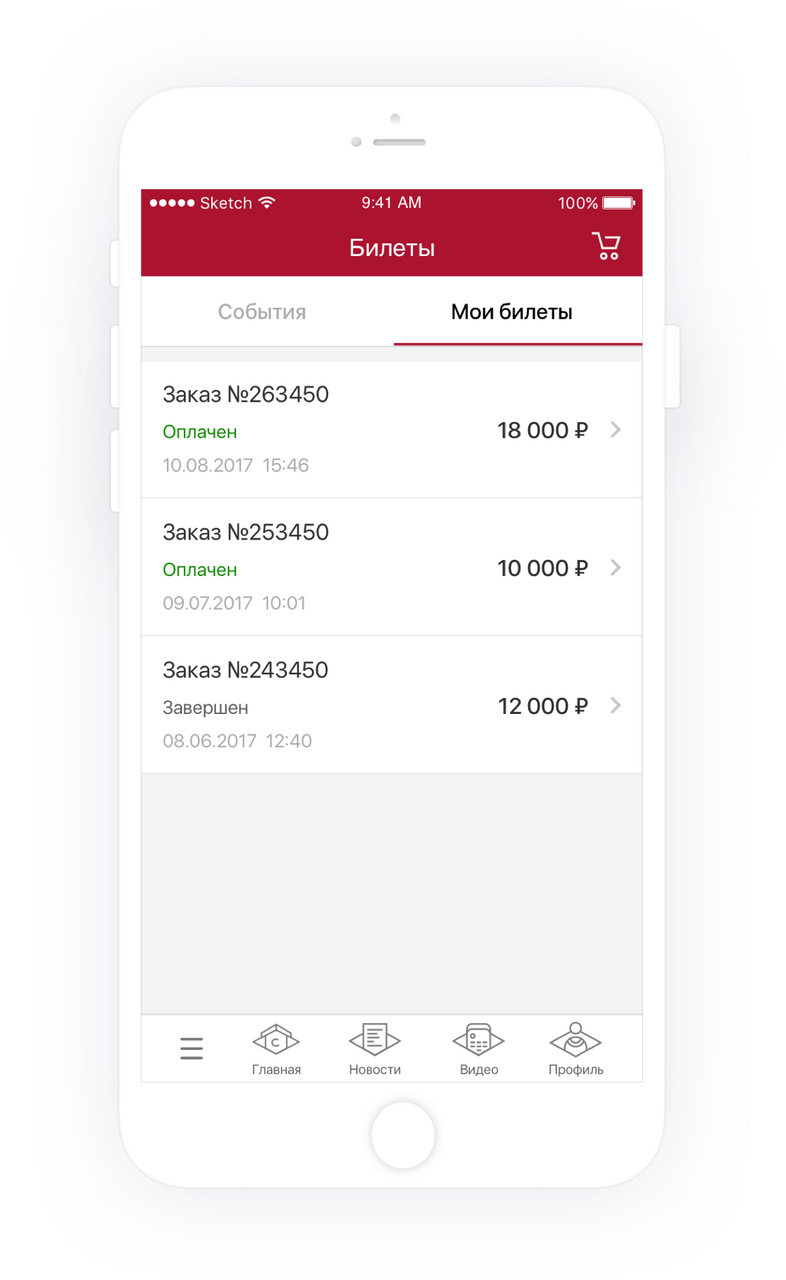 Sketch 9:41 AM 100%
Билеты
События Мои билеты
Заказ №263450
Оплачен 18 000 ₽
10.08.2017 15:46
Заказ №253450
Оплачен 10 000 ₽
09.07.2017 10:01
Заказ №243450
Завершен 12 000 ₽
08.06.2017 12:40
C
Главная Новости Видео Профиль